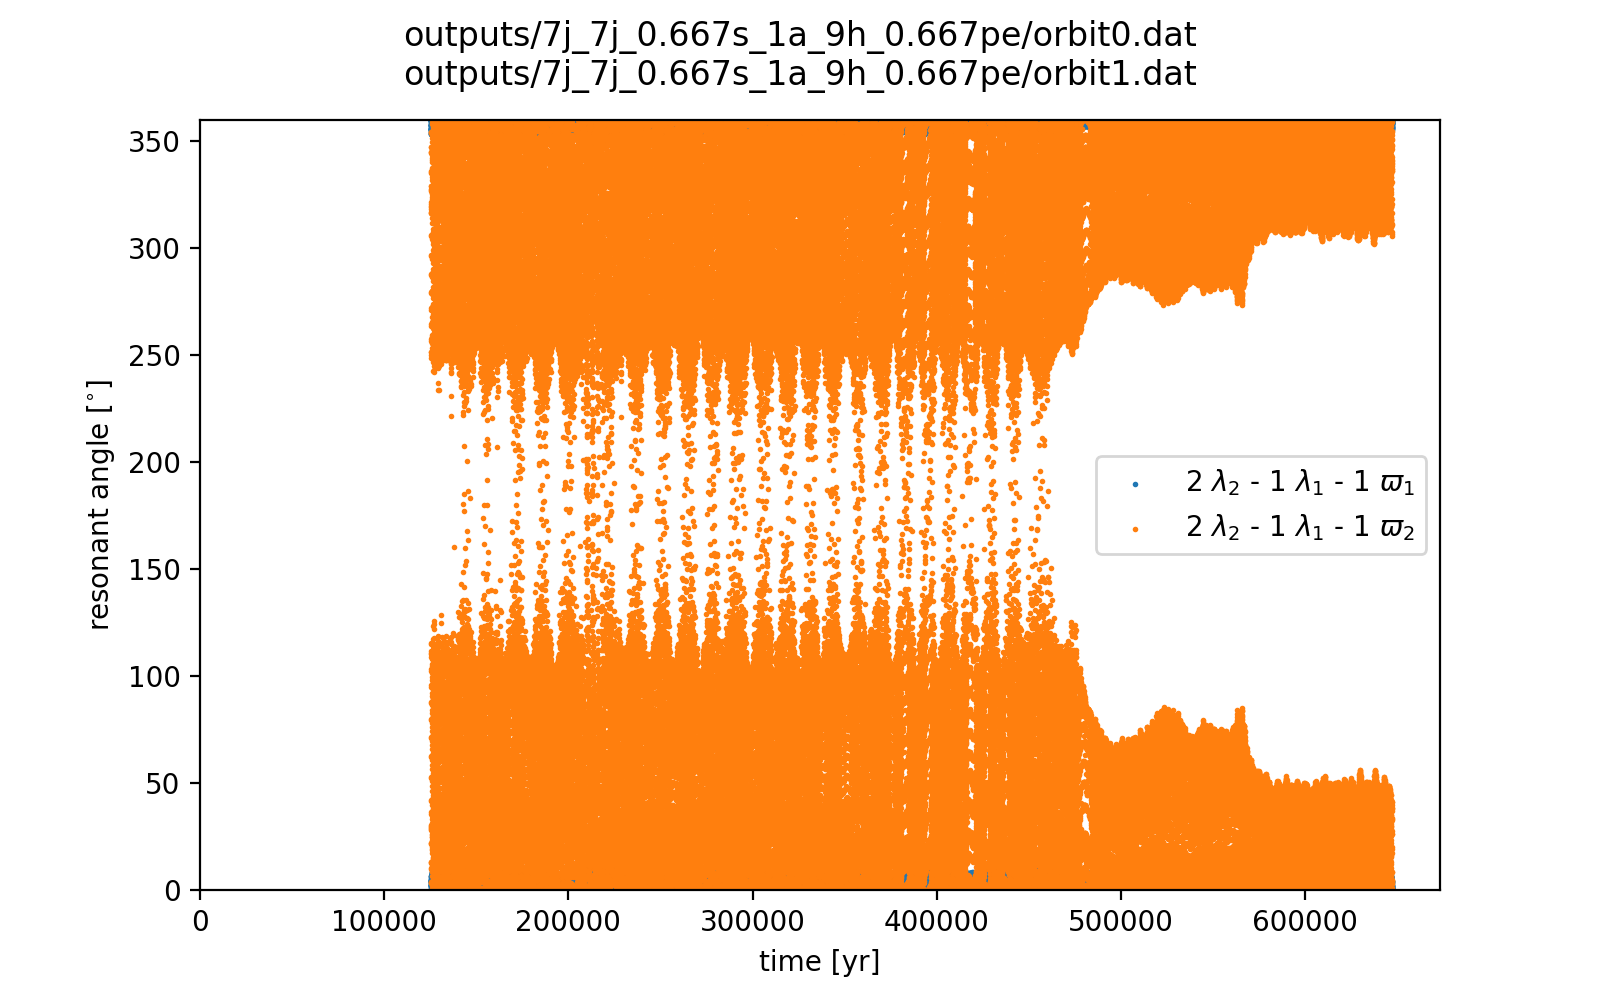 outputs/7j_7j_0.667s_1a_9h_0.667pe/orbit0.dat
outputs/7j_7j_0.667s_1a_9h_0.667pe/orbit1.dat
350
300
250
200
150
100
50
0
resonant angle [°]
2 λ₂ - 1 λ₁ - 1 ϖ₁
2 λ₂ - 1 λ₁ - 1 ϖ₂
0 100000 200000 300000 400000 500000 600000
time [yr]